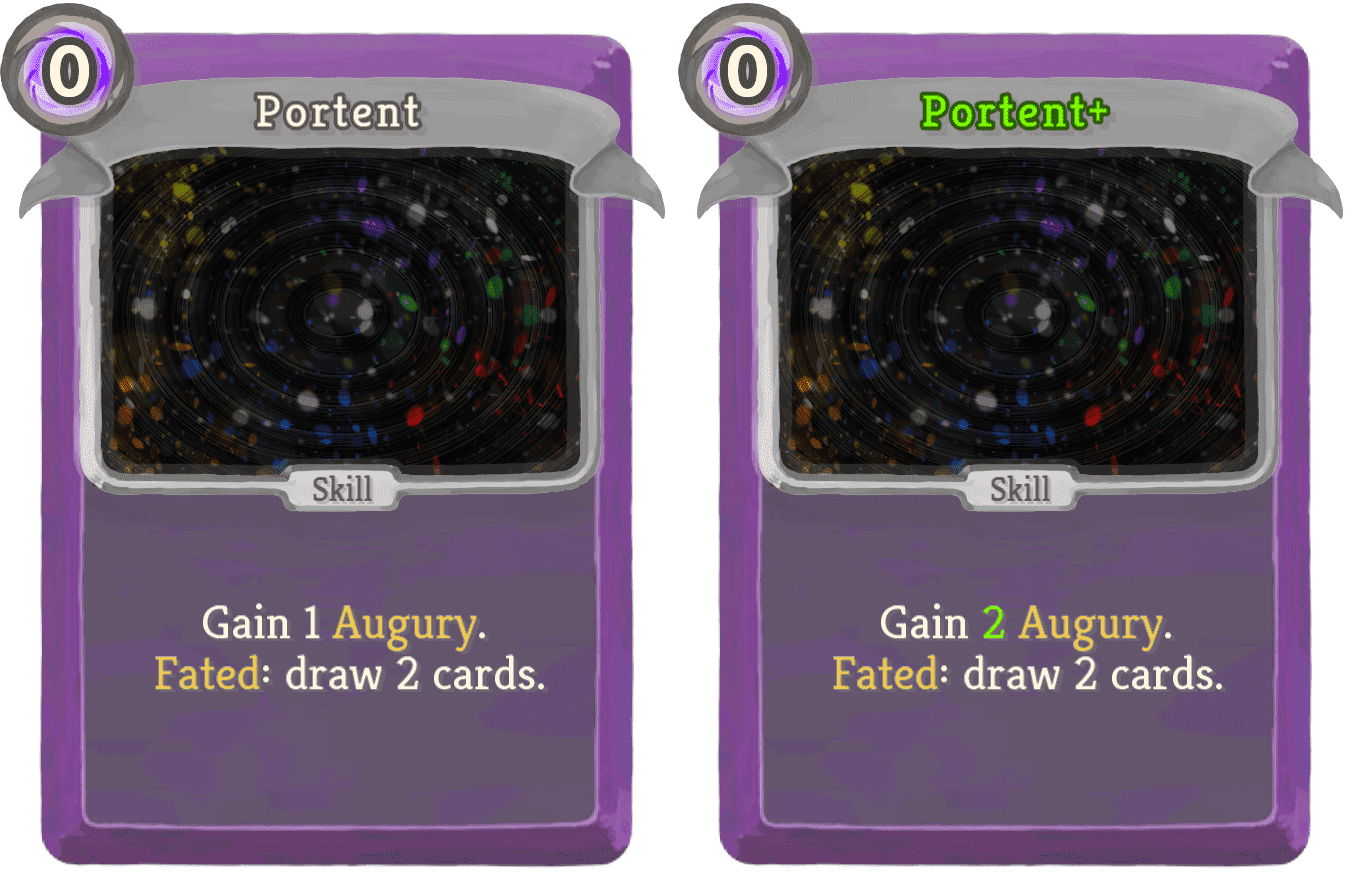 0
Portent
Skill
Gain 1 Augury.
Fated: draw 2 cards.
0
Portent+
Skill
Gain 2 Augury.
Fated: draw 2 cards.